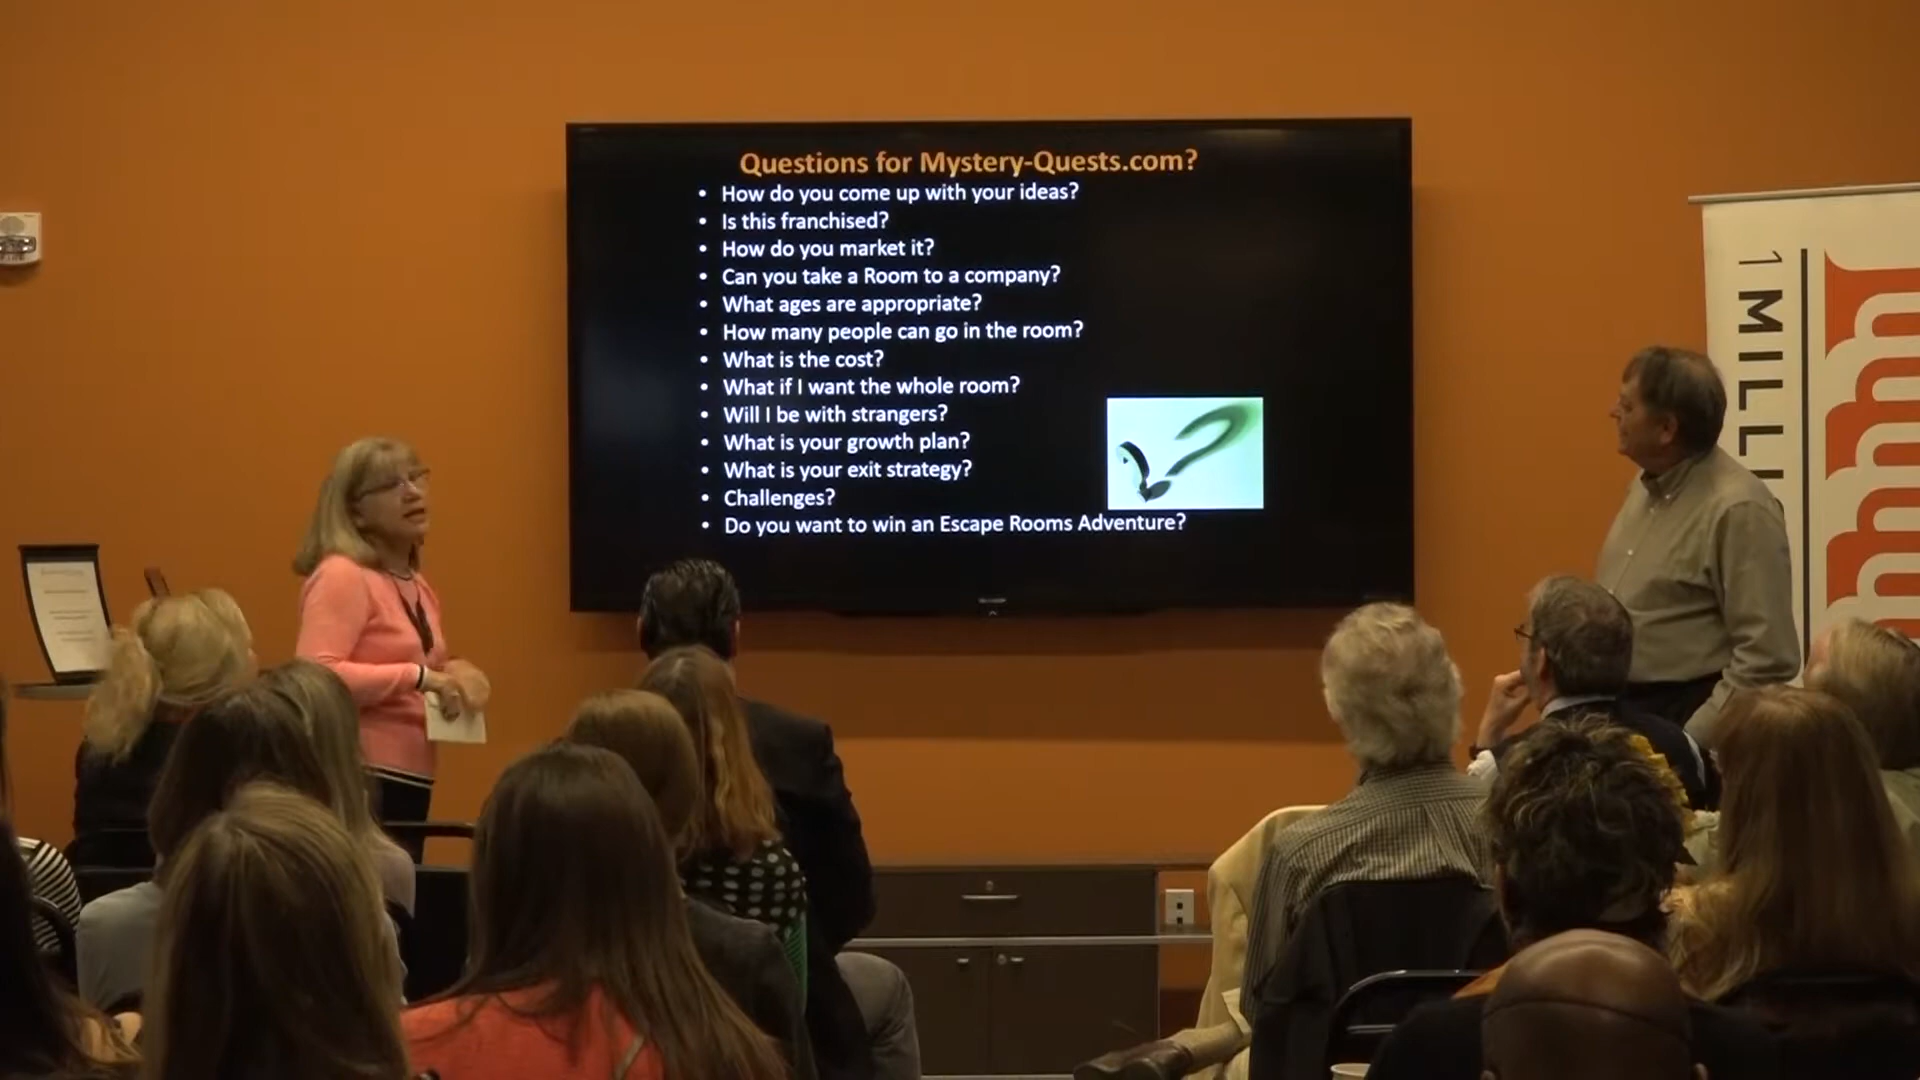 Questions for Mystery-Quests.com?
• How do you come up with your ideas?
• Is this franchised?
• How do you market it?
• Can you take a Room to a company?
• What ages are appropriate?
• How many people can go in the room?
• What is the cost?
• What if I want the whole room?
• Will I be with strangers?
• What is your growth plan?
• What is your exit strategy?
• Challenges?
• Do you want to win an Escape Rooms Adventure?
1 MILLI